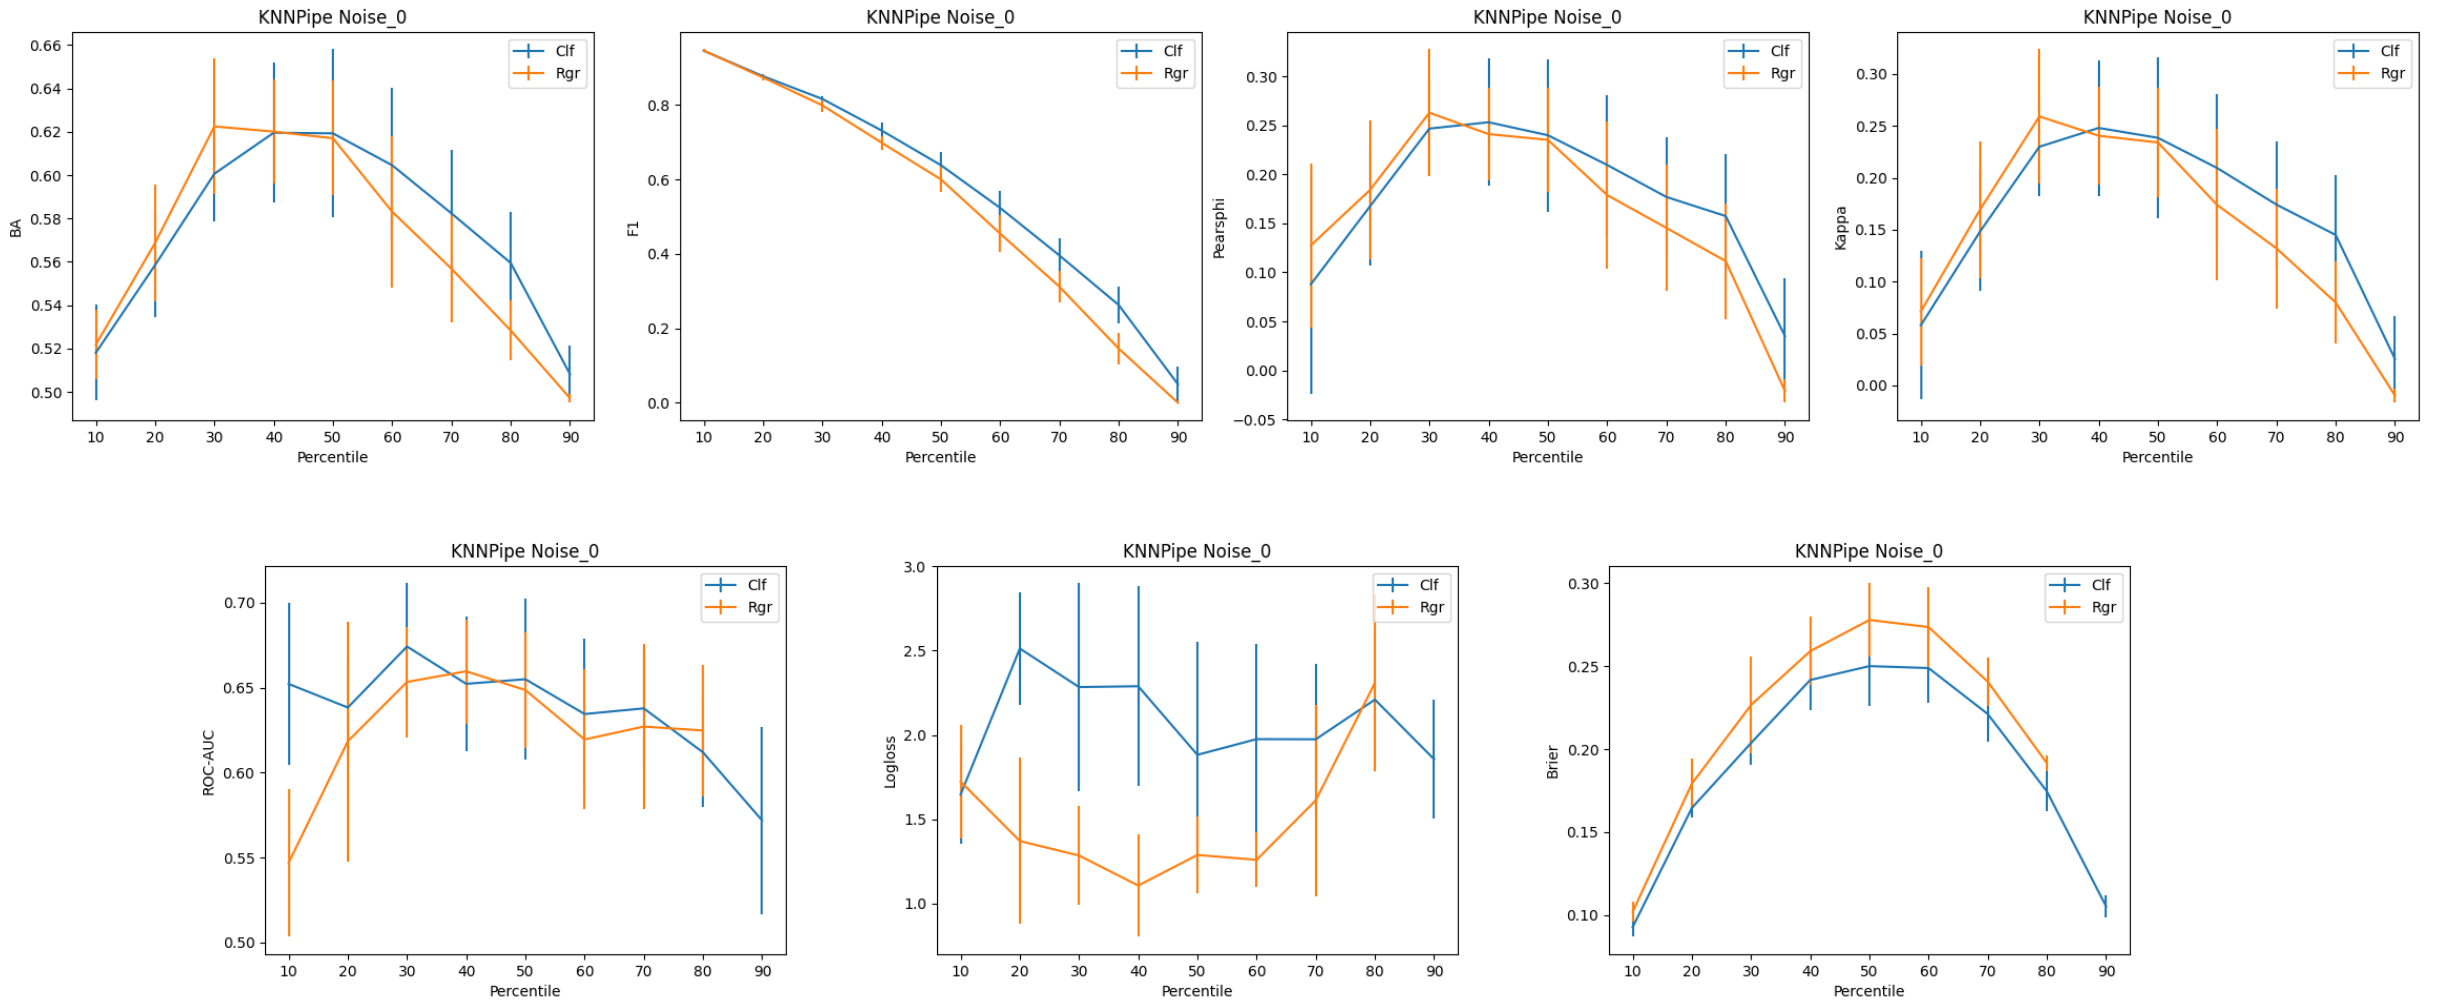 KNNPipe Noise_0
BA
0.66
0.64
0.62
0.60
0.58
0.56
0.54
0.52
0.50
10 20 30 40 50 60 70 80 90
Percentile
Clf
Rgr
KNNPipe Noise_0
F1
0.8
0.6
0.4
0.2
0.0
10 20 30 40 50 60 70 80 90
Percentile
Clf
Rgr
KNNPipe Noise_0
Pearsphi
0.30
0.25
0.20
0.15
0.10
0.05
0.00
−0.05
10 20 30 40 50 60 70 80 90
Percentile
Clf
Rgr
KNNPipe Noise_0
Kappa
0.30
0.25
0.20
0.15
0.10
0.05
0.00
10 20 30 40 50 60 70 80 90
Percentile
Clf
Rgr
KNNPipe Noise_0
ROC-AUC
0.70
0.65
0.60
0.55
0.50
10 20 30 40 50 60 70 80 90
Percentile
Clf
Rgr
KNNPipe Noise_0
Logloss
3.0
2.5
2.0
1.5
1.0
10 20 30 40 50 60 70 80 90
Percentile
Clf
Rgr
KNNPipe Noise_0
Brier
0.30
0.25
0.20
0.15
0.10
10 20 30 40 50 60 70 80 90
Percentile
Clf
Rgr